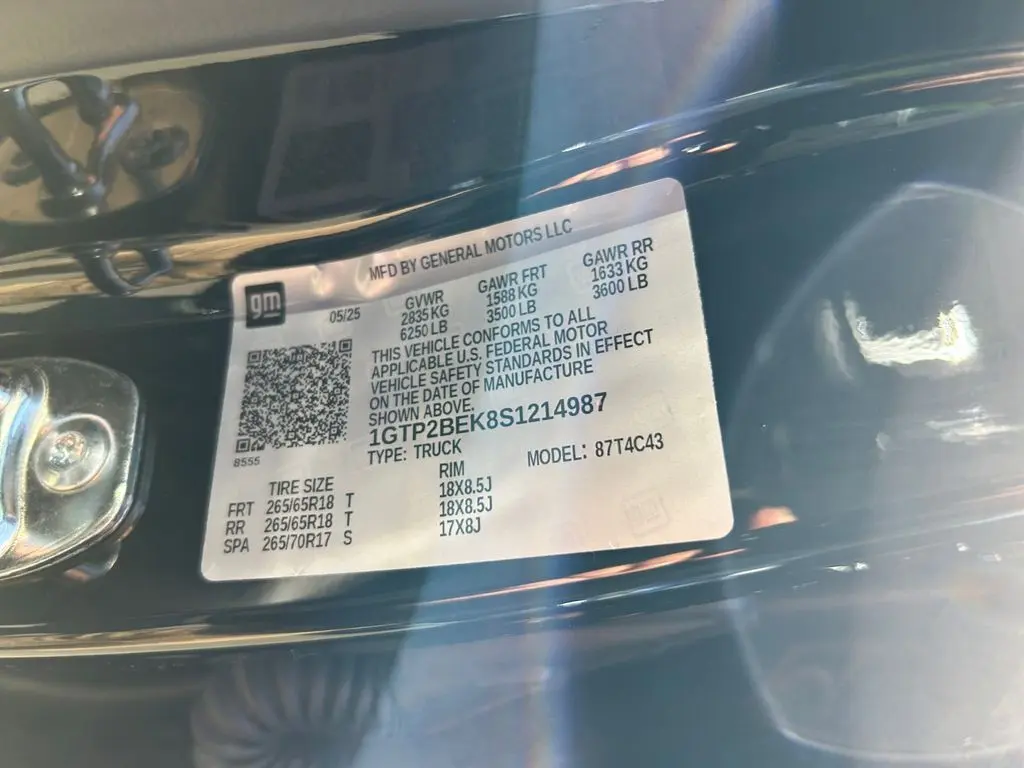 MFD BY GENERAL MOTORS LLC
gm
05/25
GVWR
2835 KG
6250 LB
GAWR FRT
1588 KG
3500 LB
GAWR RR
1633 KG
3600 LB
THIS VEHICLE CONFORMS TO ALL
APPLICABLE U.S. FEDERAL MOTOR
VEHICLE SAFETY STANDARDS IN EFFECT
ON THE DATE OF MANUFACTURE
SHOWN ABOVE.
1GTP2BEK8S1214987
TYPE: TRUCK
MODEL: 87T4C43
8555
TIRE SIZE RIM
FRT 265/65R18 T 18X8.5J
RR 265/65R18 T 18X8.5J
SPA 265/70R17 S 17X8J
gm